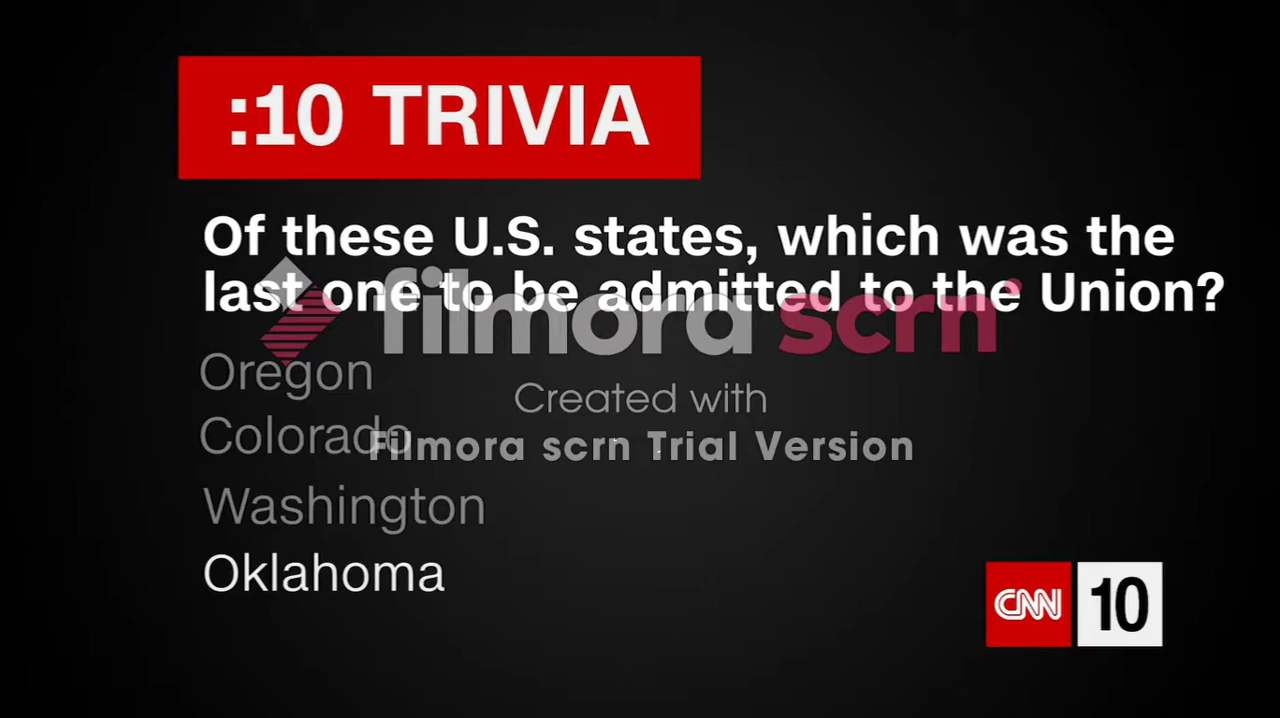 :10 TRIVIA
Of these U.S. states, which was the
last one to be admitted to the Union?
filmora scrn
Oregon
Created with
Colorado
Filmora scrn Trial Version
Washington
Oklahoma
CNN 10